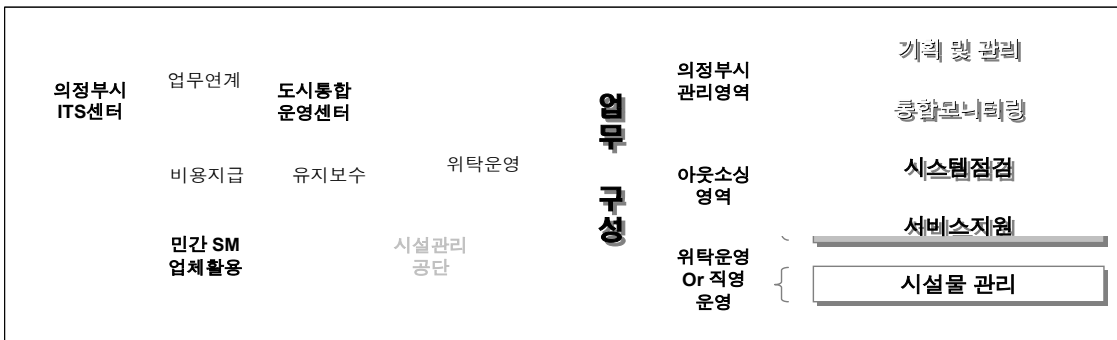 의정부시
ITS센터
업무연계
도시통합
운영센터
비용지급
유지보수
위탁운영
민간 SM
업체활용
시설관리
공단
업무 구성
의정부시
관리영역
기획 및 관리
통합모니터링
아웃소싱
영역
시스템점검
서비스지원
위탁운영
Or 직영
운영
시설물 관리